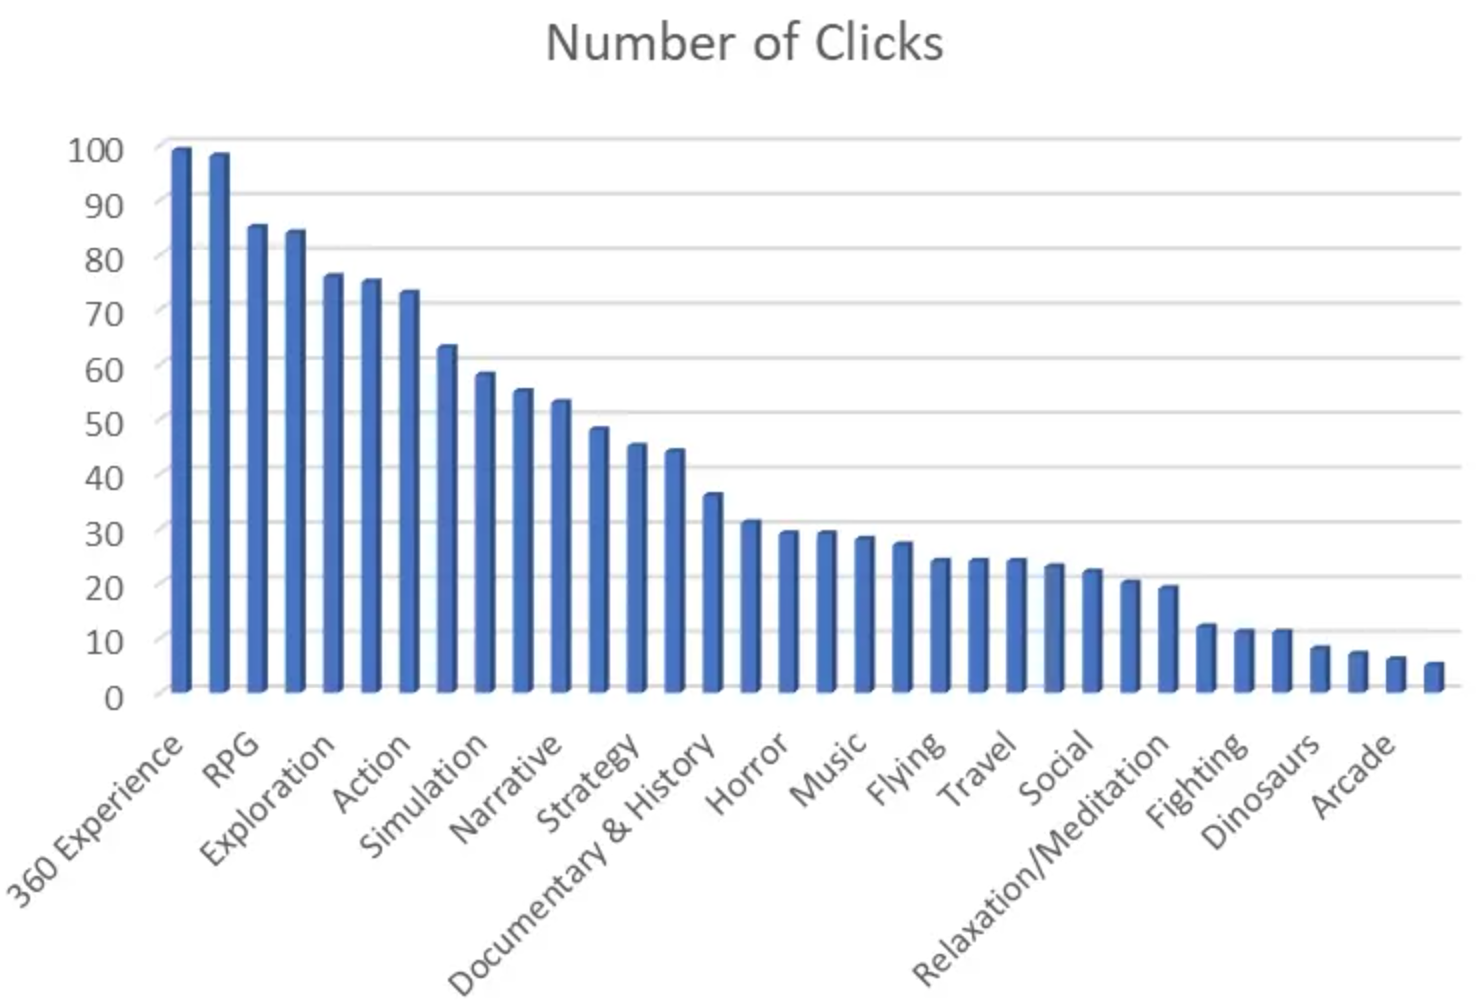 Number of Clicks
100
90
80
70
60
50
40
30
20
10
0
360 Experience
RPG
Exploration
Action
Simulation
Narrative
Strategy
Documentary & History
Horror
Music
Flying
Travel
Social
Relaxation/Meditation
Fighting
Dinosaurs
Arcade